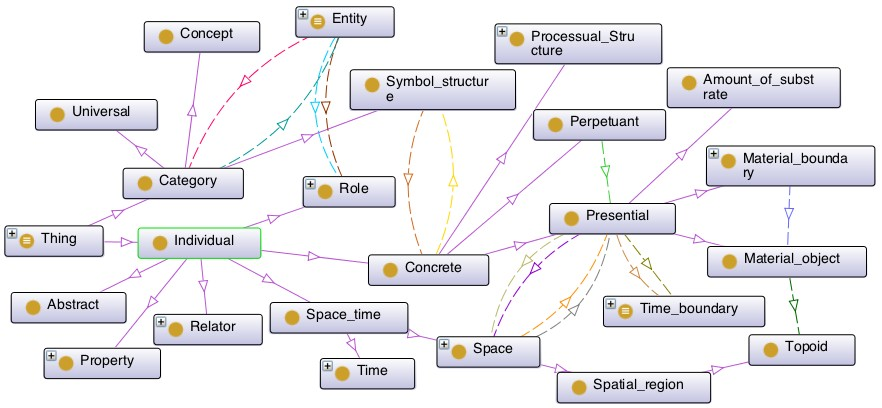 Entity
Concept
Processual_Stru
cture
Symbol_structur
e
Amount_of_subst
rate
Universal
Perpetuant
Material_bounda
ry
Category
Role
Presential
Thing
Individual
Concrete
Material_object
Abstract
Relator
Space_time
Time_boundary
Property
Time
Space
Topoid
Spatial_region